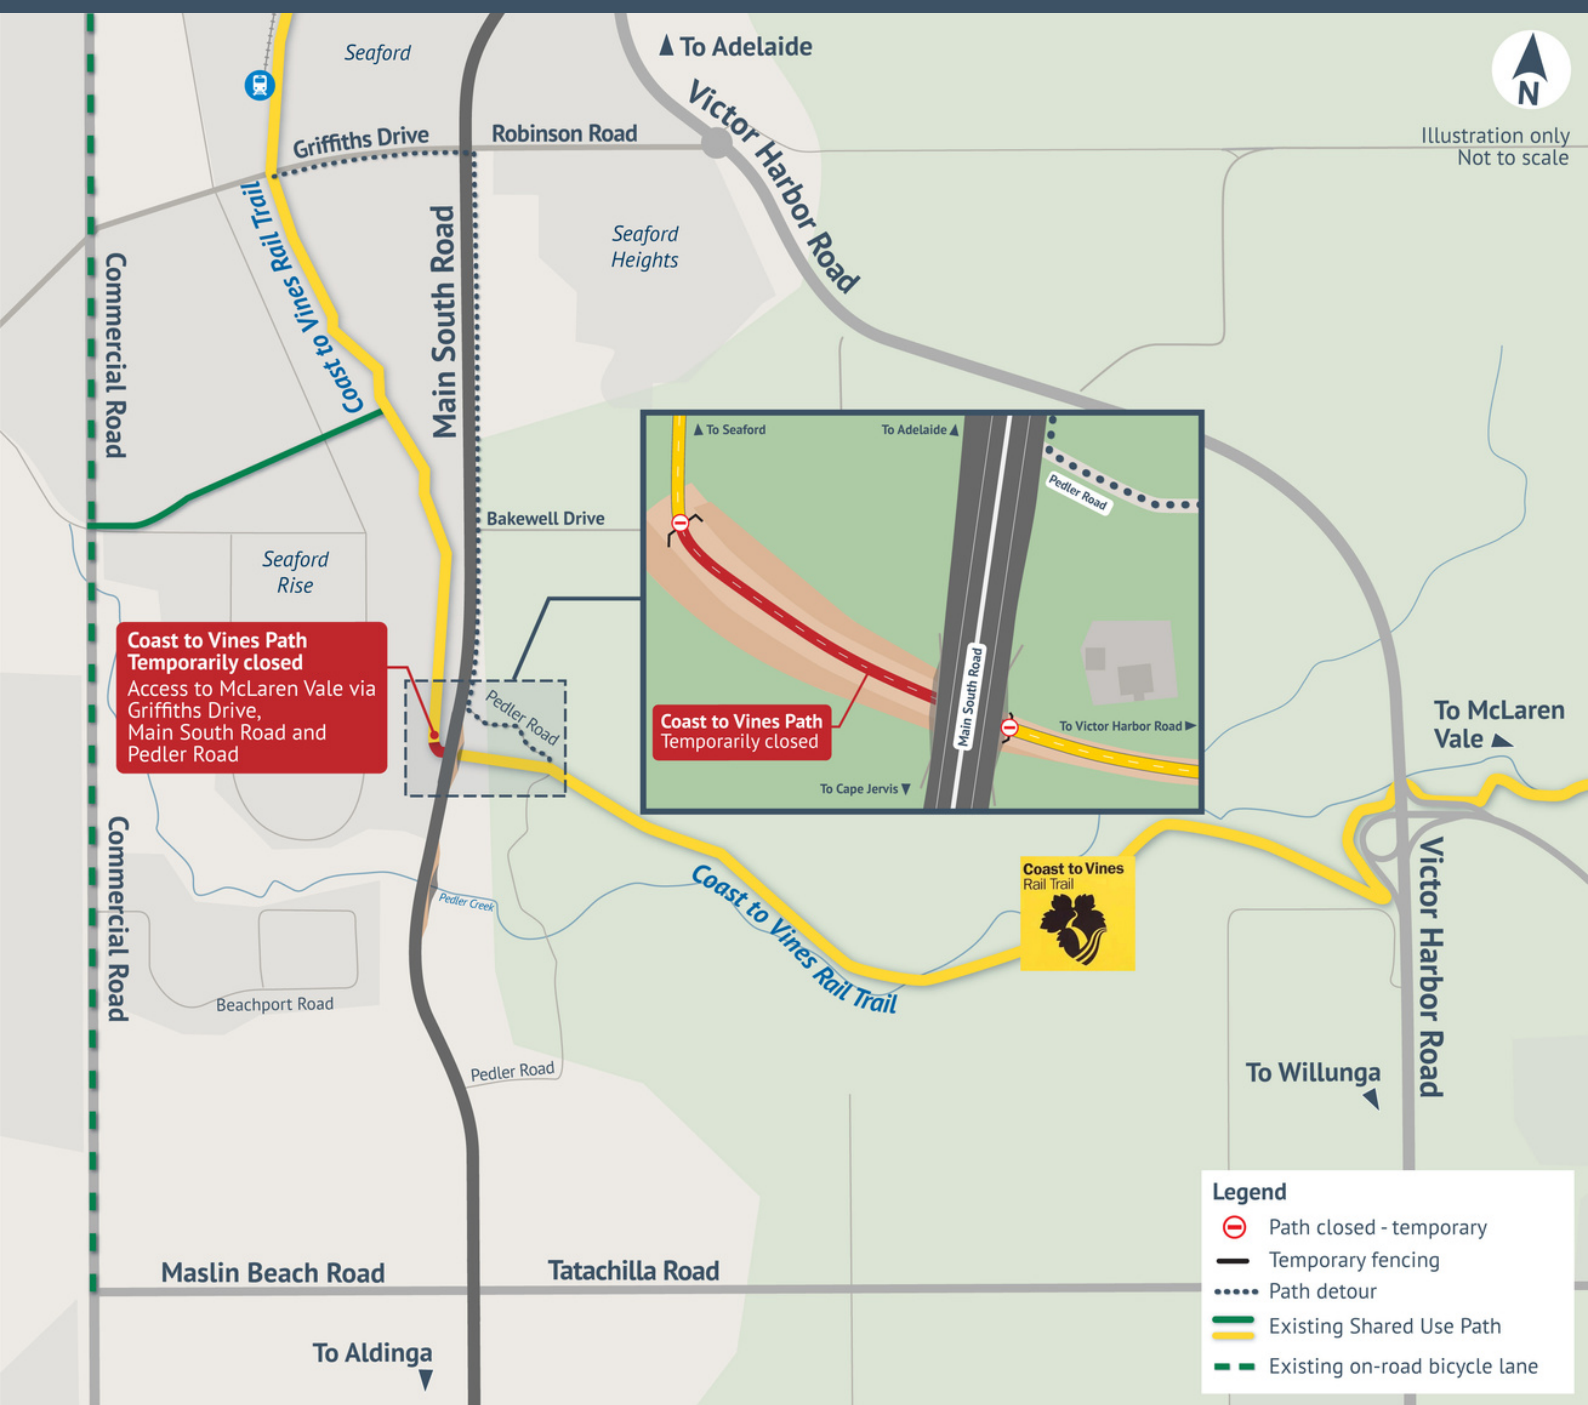 Seaford
To Adelaide
N
Illustration only
Not to scale
Victor Harbor Road
Griffiths Drive
Robinson Road
Coast to Vines Rail Trail
Main South Road
Seaford
Heights
Commercial Road
Bakewell Drive
Seaford
Rise
To Seaford
To Adelaide
Pedler Road
Main South Road
Coast to Vines Path
Temporarily closed
To Victor Harbor Road
To Cape Jervis
Coast to Vines Path
Temporarily closed
Access to McLaren Vale via
Griffiths Drive,
Main South Road and
Pedler Road
Pedler Road
To McLaren
Vale
Commercial Road
Pedler Creek
Coast to Vines Rail Trail
Coast to Vines
Rail Trail
Victor Harbor Road
Beachport Road
Pedler Road
To Willunga
Maslin Beach Road
Tatachilla Road
To Aldinga
Legend
Path closed - temporary
Temporary fencing
Path detour
Existing Shared Use Path
Existing on-road bicycle lane